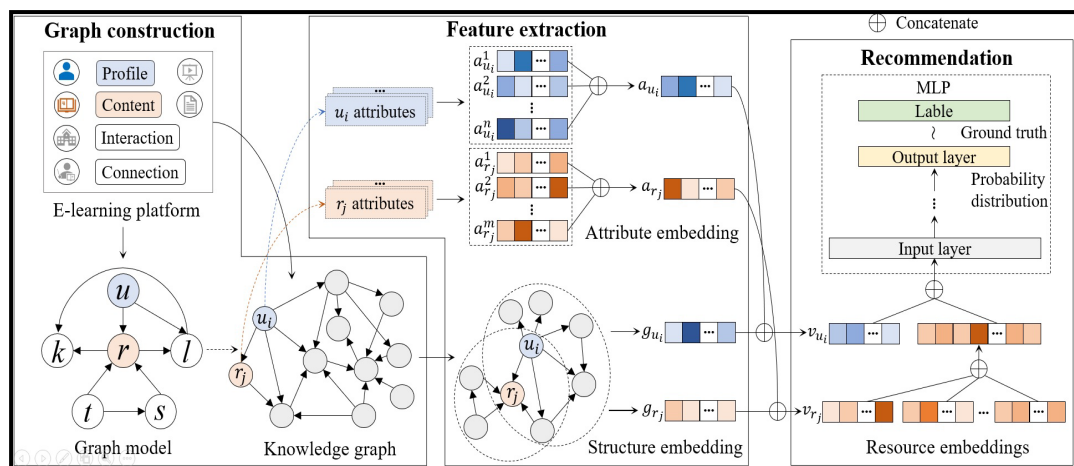 Graph construction
Profile
Content
Interaction
Connection
E-learning platform
u
k
r
l
t
s
Graph model
u_i
r_j
Knowledge graph
Feature extraction
...
u_i attributes
...
r_j attributes
a_{u_i}^1
...
a_{u_i}^2
...
⋮
a_{u_i}^n
...
a_{u_i}
...
a_{r_j}^1
...
a_{r_j}^2
...
⋮
a_{r_j}^m
...
a_{r_j}
...
Attribute embedding
u_i
r_j
g_{u_i}
...
g_{r_j}
...
Structure embedding
⊕ Concatenate
Recommendation
MLP
Lable
~ Ground truth
Output layer
Probability
distribution
⋮
Input layer
v_{u_i}
...
...
v_{r_j}
...
...
...
...
Resource embeddings